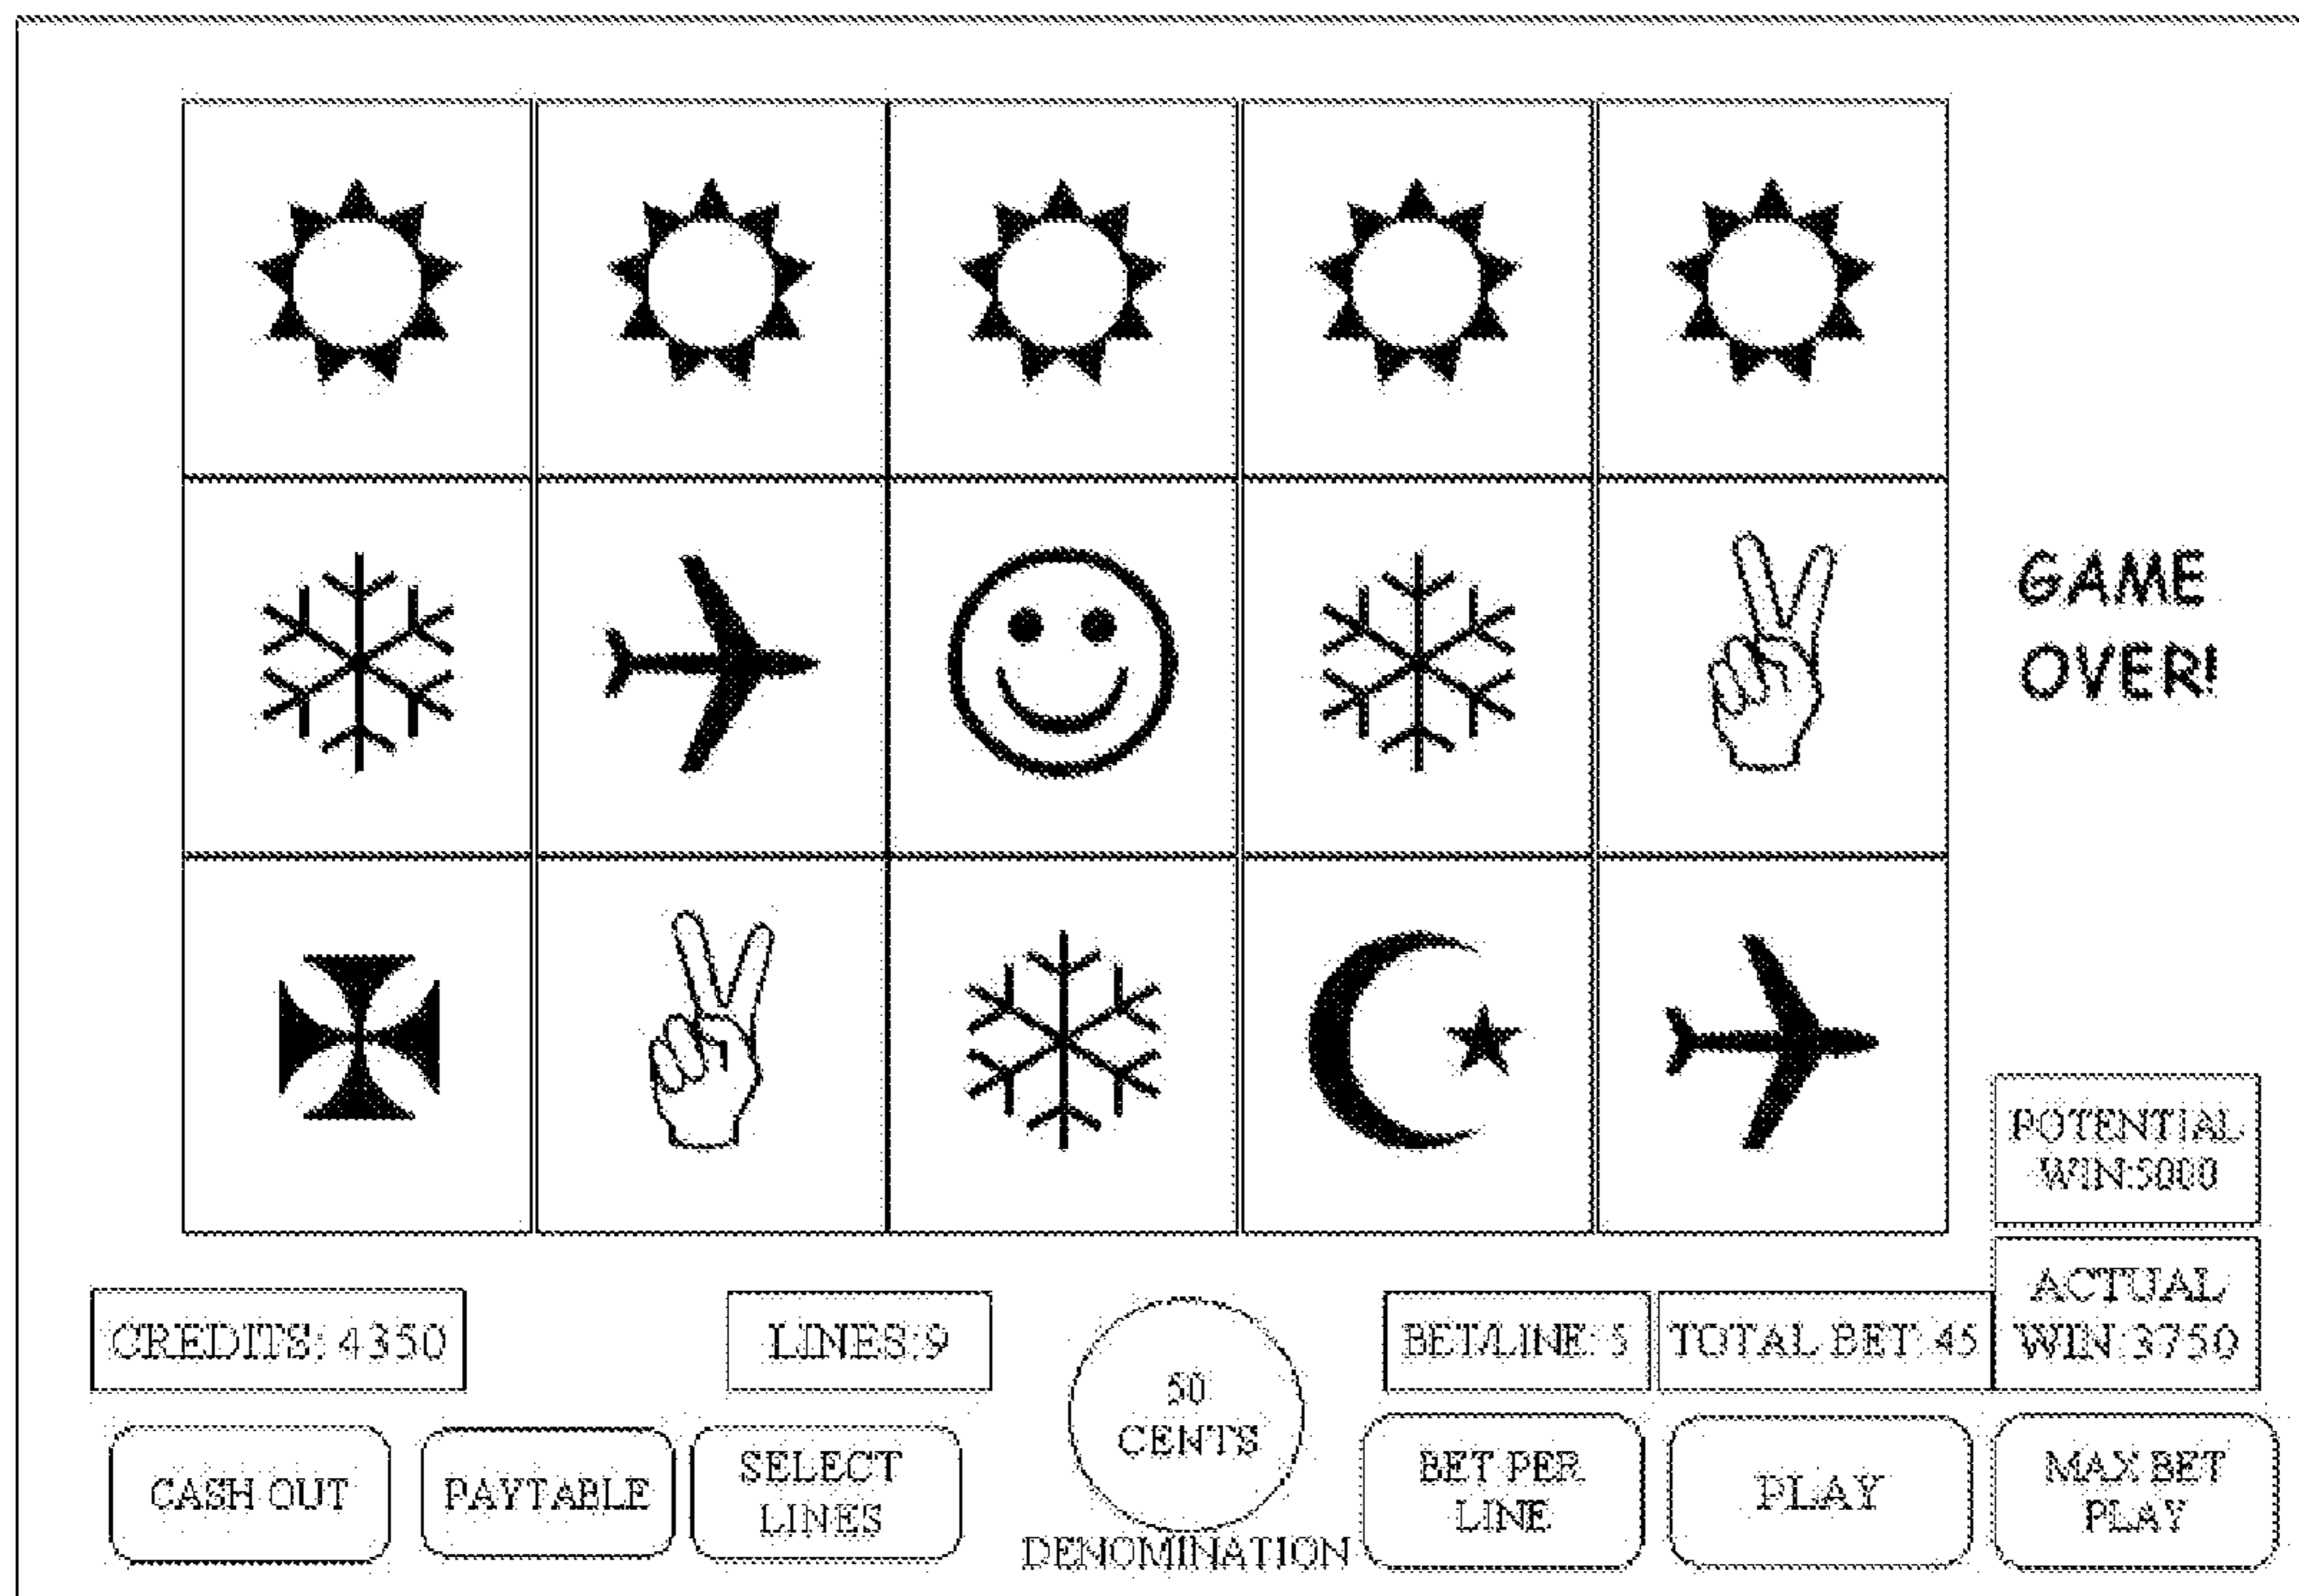 GAME
OVER!
POTENTIAL
WIN:5000
ACTUAL
WIN:3750
CREDITS: 4350
LINES:9
BET/LINE: 5
TOTAL BET: 45
50
CENTS
DENOMINATION
CASH OUT
PAYTABLE
SELECT
LINES
BET PER
LINE
PLAY
MAX BET
PLAY